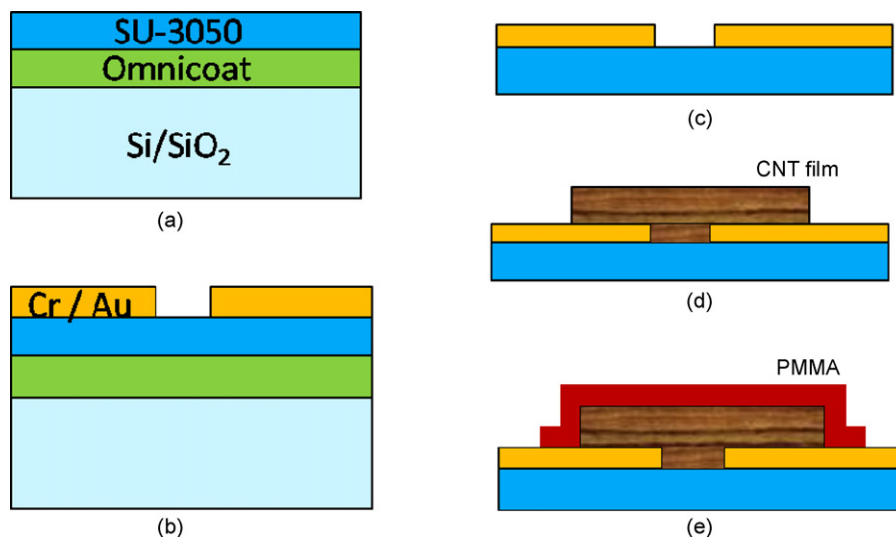 SU-3050
Omnicoat
Si/SiO₂
(a)
Cr / Au
(b)
(c)
CNT film
(d)
PMMA
(e)